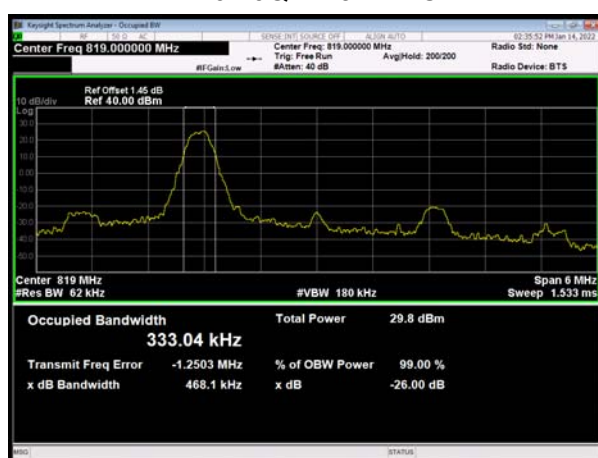 Keysight Spectrum Analyzer - Occupied BW
RF 50 Ω AC SENSE:INT SOURCE OFF ALIGN AUTO 02:35:52 PM Jan 14, 2022
Center Freq 819.000000 MHz Center Freq: 819.000000 MHz Radio Std: None
Trig: Free Run Avg|Hold: 200/200
#IFGain:Low #Atten: 40 dB Radio Device: BTS
Ref Offset 1.45 dB
10 dB/div Ref 40.00 dBm
Log
30.0
20.0
10.0
0.00
-10.0
-20.0
-30.0
-40.0
-50.0
Center 819 MHz Span 6 MHz
#Res BW 62 kHz #VBW 180 kHz Sweep 1.533 ms
Occupied Bandwidth Total Power 29.8 dBm
333.04 kHz
Transmit Freq Error -1.2503 MHz % of OBW Power 99.00 %
x dB Bandwidth 468.1 kHz x dB -26.00 dB
MSG STATUS